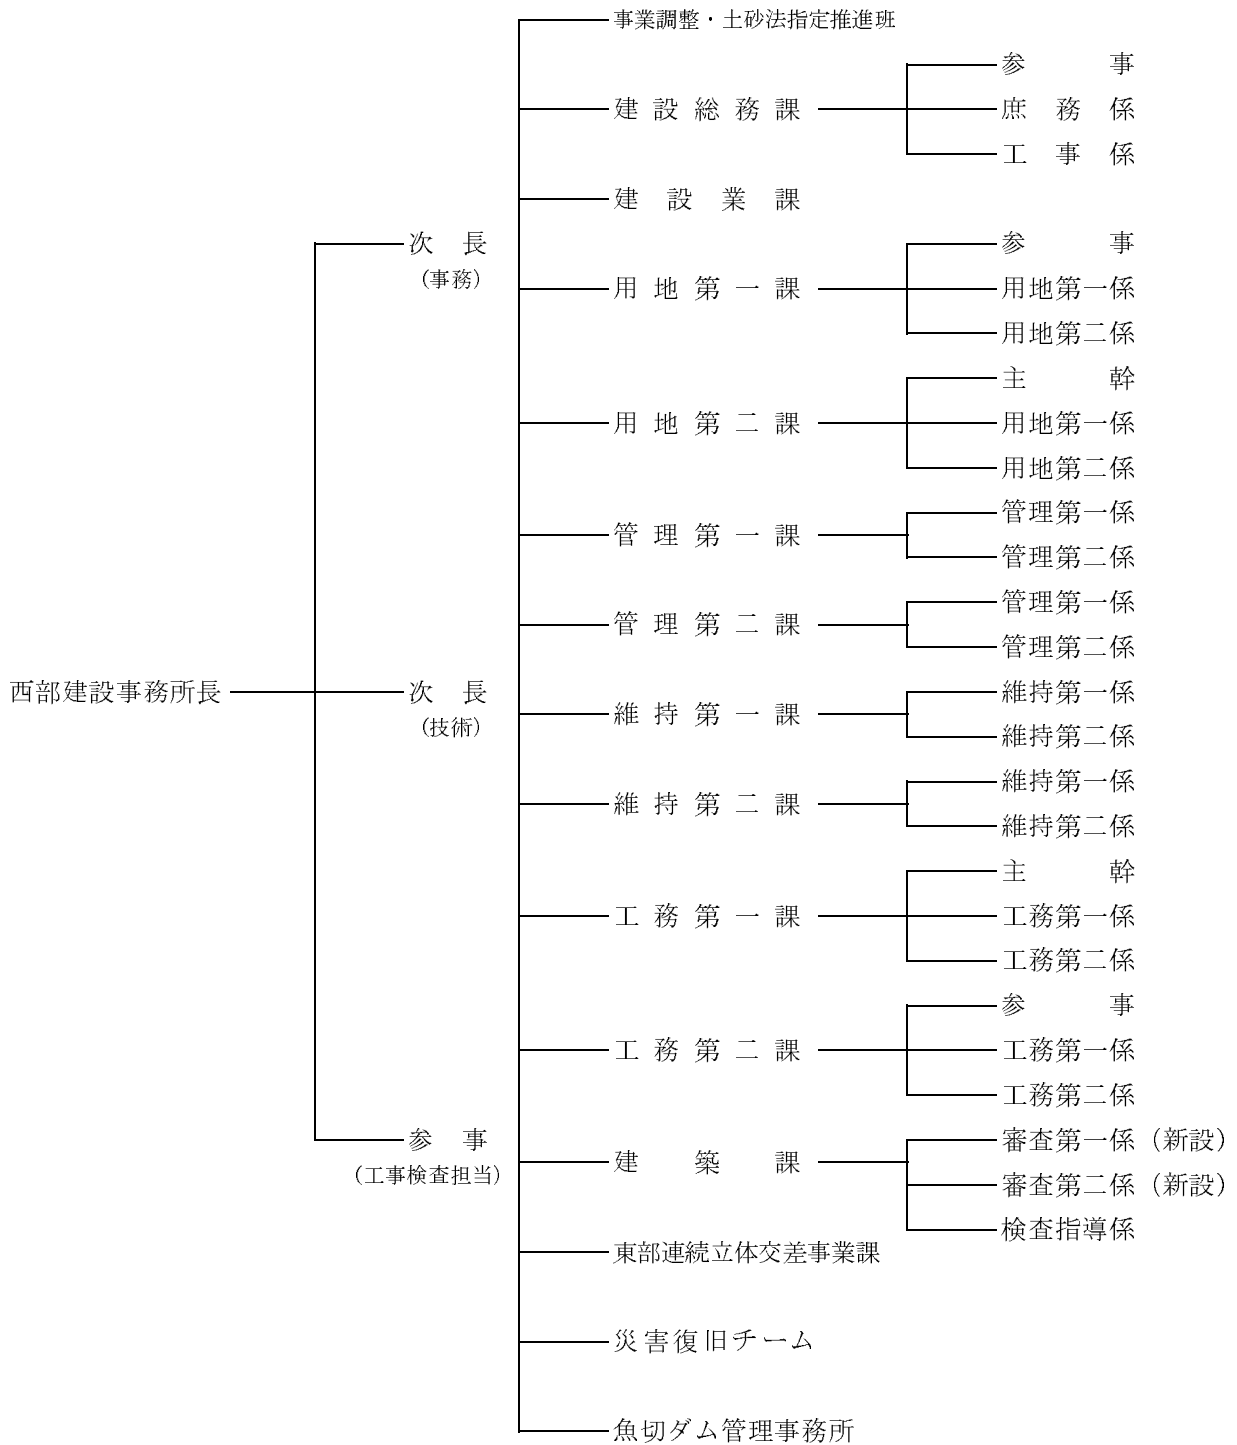 事業調整・土砂法指定推進班
参事
建設総務課
庶務係
工事係
建設業課
次長
(事務)
参事
用地第一課
用地第一係
用地第二係
主幹
用地第二課
用地第一係
用地第二係
管理第一課
管理第一係
管理第二係
管理第二課
管理第一係
管理第二係
西部建設事務所長
次長
(技術)
維持第一課
維持第一係
維持第二係
維持第二課
維持第一係
維持第二係
主幹
工務第一課
工務第一係
工務第二係
参事
工務第二課
工務第一係
工務第二係
参事
(工事検査担当)
建築課
審査第一係(新設)
審査第二係(新設)
検査指導係
東部連続立体交差事業課
災害復旧チーム
魚切ダム管理事務所